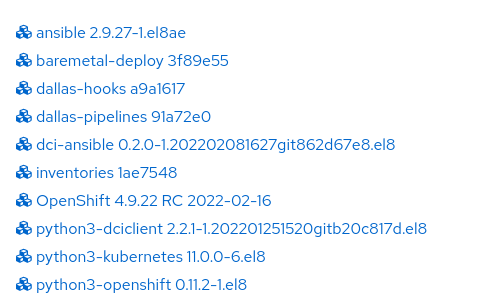 ansible 2.9.27-1.el8ae
baremetal-deploy 3f89e55
dallas-hooks a9a1617
dallas-pipelines 91a72e0
dci-ansible 0.2.0-1.202202081627git862d67e8.el8
inventories 1ae7548
OpenShift 4.9.22 RC 2022-02-16
python3-dciclient 2.2.1-1.202201251520gitb20c817d.el8
python3-kubernetes 11.0.0-6.el8
python3-openshift 0.11.2-1.el8